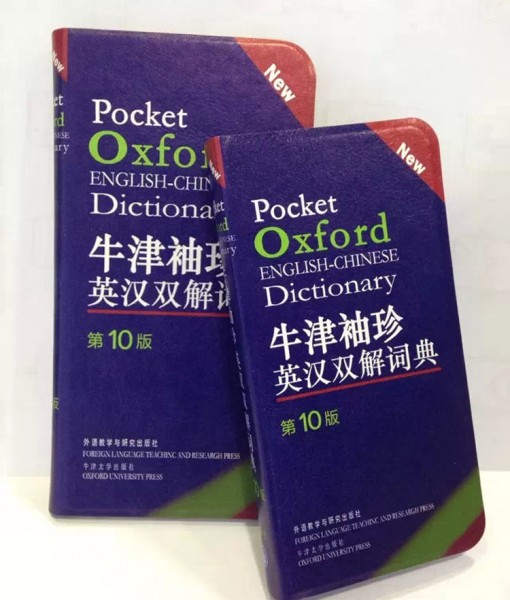 New
Pocket
Oxfor
ENGLISH-CHIN
Dictiona
牛津袖珍
英汉双解词
第10版
外语教学与研究出版社
FOREIGN LANGUAGE TEACHING AND RESEARCH PRESS
牛津大学出版社
OXFORD UNIVERSITY PRESS
New
Pocket
Oxford
ENGLISH-CHINESE
Dictionary
牛津袖珍
英汉双解词典
第10版
外语教学与研究出版社
FOREIGN LANGUAGE TEACHING AND RESEARCH PRESS
牛津大学出版社
OXFORD UNIVERSITY PRESS